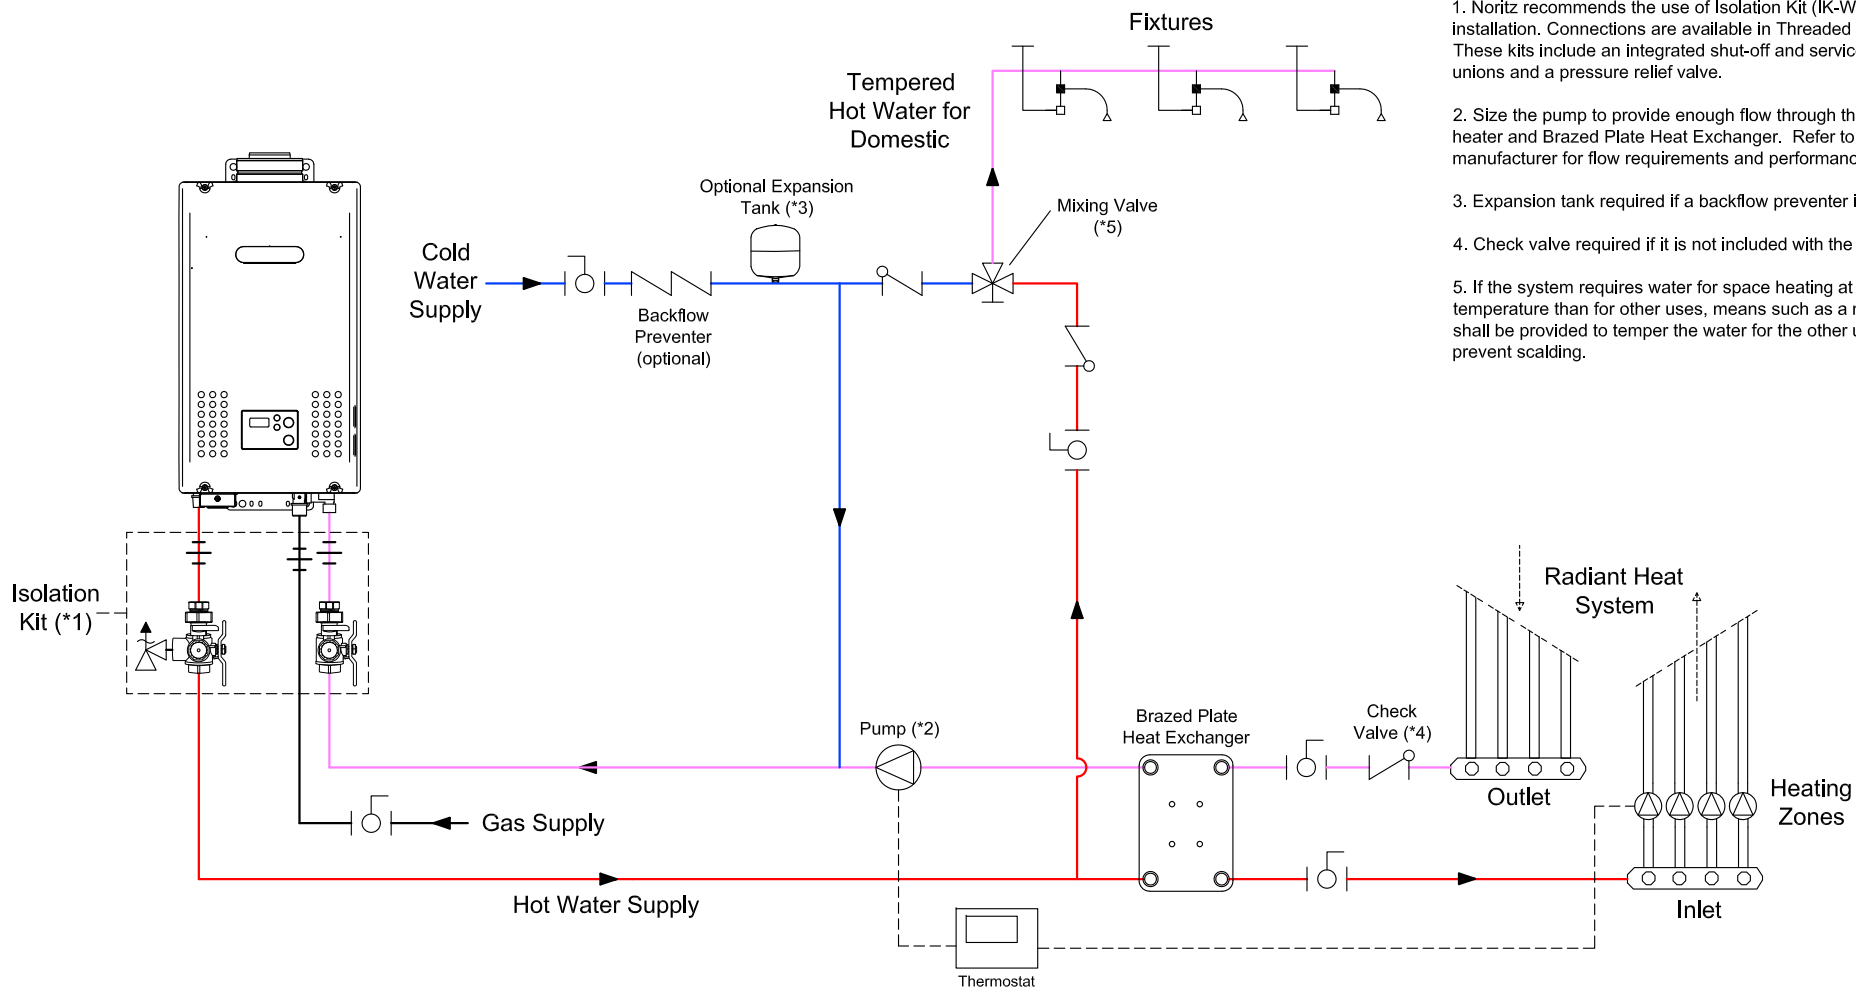 Fixtures
Tempered
Hot Water for
Domestic
Optional Expansion
Tank (*3)
Mixing Valve
(*5)
Cold
Water
Supply
Backflow
Preventer
(optional)
1. Noritz recommends the use of Isolation Kit (IK-W
installation. Connections are available in Threaded
These kits include an integrated shut-off and servic
unions and a pressure relief valve.
2. Size the pump to provide enough flow through th
heater and Brazed Plate Heat Exchanger. Refer to
manufacturer for flow requirements and performanc
3. Expansion tank required if a backflow preventer i
4. Check valve required if it is not included with the
5. If the system requires water for space heating at
temperature than for other uses, means such as a
shall be provided to temper the water for the other
prevent scalding.
Isolation
Kit (*1)
Radiant Heat
System
Pump (*2)
Brazed Plate
Heat Exchanger
Check
Valve (*4)
Outlet
Heating
Zones
Gas Supply
Hot Water Supply
Inlet
Thermostat